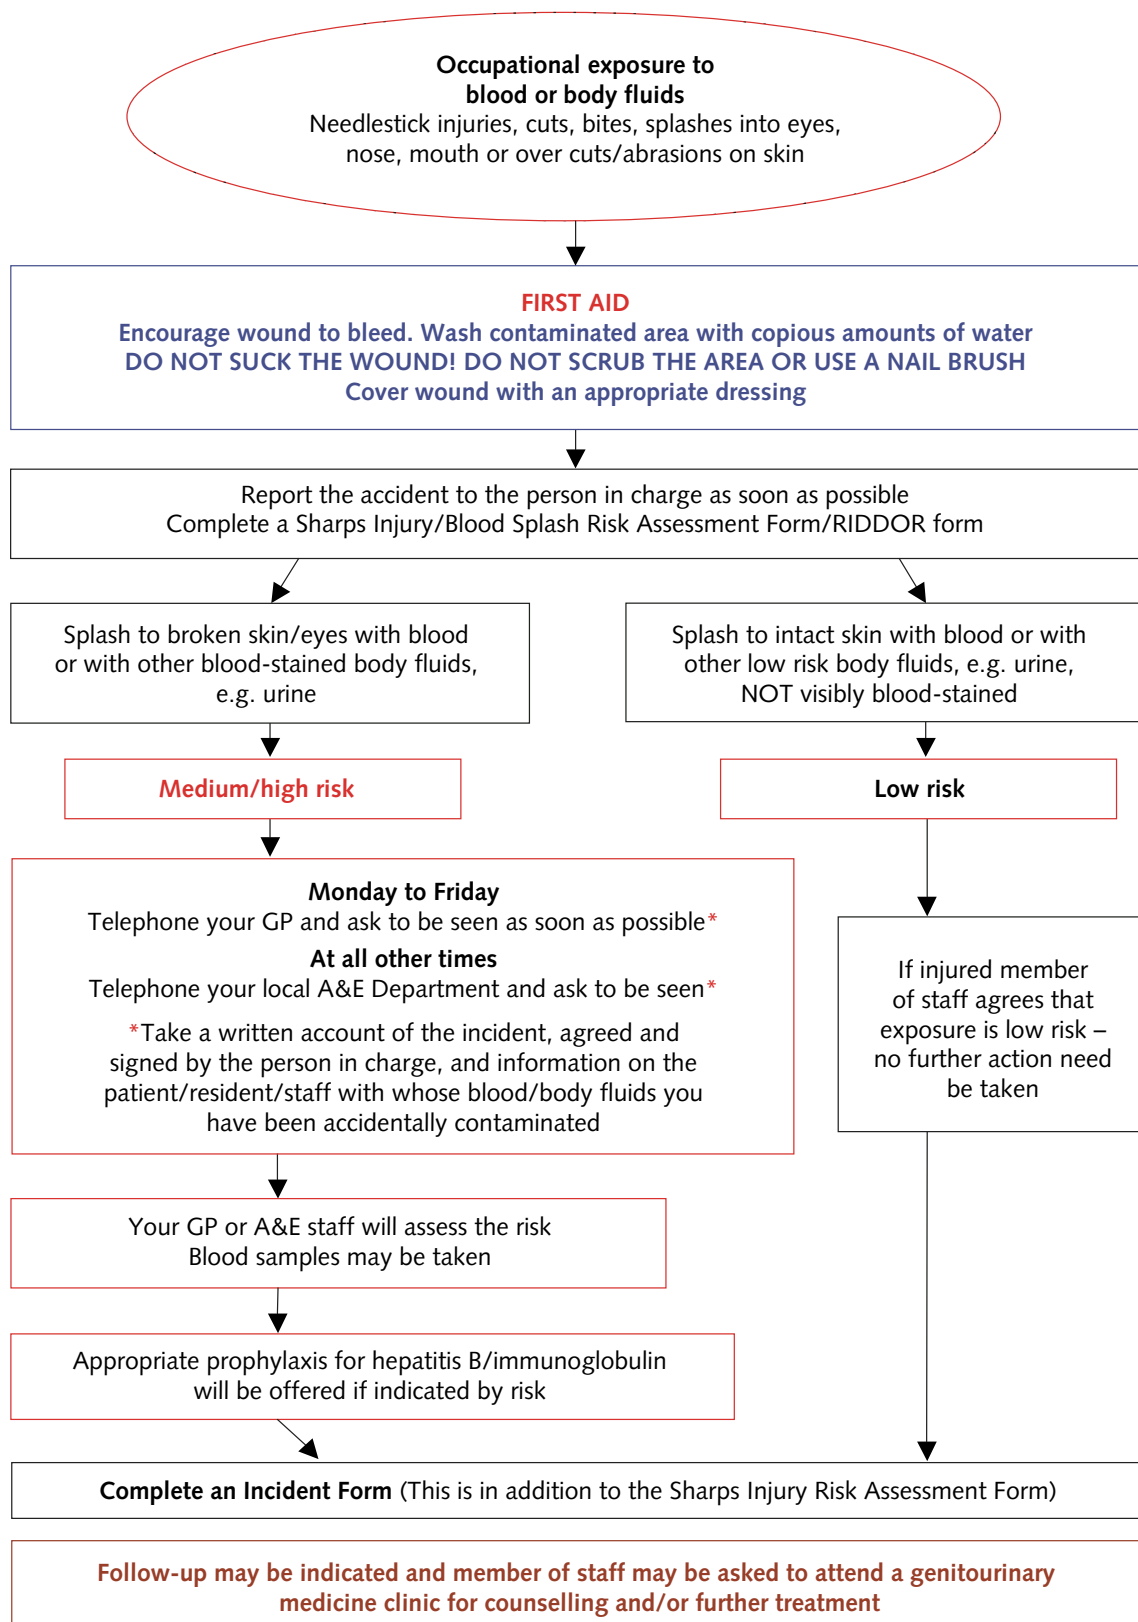 Occupational exposure to
blood or body fluids
Needlestick injuries, cuts, bites, splashes into eyes,
nose, mouth or over cuts/abrasions on skin
FIRST AID
Encourage wound to bleed. Wash contaminated area with copious amounts of water
DO NOT SUCK THE WOUND! DO NOT SCRUB THE AREA OR USE A NAIL BRUSH
Cover wound with an appropriate dressing
Report the accident to the person in charge as soon as possible
Complete a Sharps Injury/Blood Splash Risk Assessment Form/RIDDOR form
Splash to broken skin/eyes with blood
or with other blood-stained body fluids,
e.g. urine
Splash to intact skin with blood or with
other low risk body fluids, e.g. urine,
NOT visibly blood-stained
Medium/high risk
Low risk
Monday to Friday
Telephone your GP and ask to be seen as soon as possible*
At all other times
Telephone your local A&E Department and ask to be seen*
*Take a written account of the incident, agreed and
signed by the person in charge, and information on the
patient/resident/staff with whose blood/body fluids you
have been accidentally contaminated
If injured member
of staff agrees that
exposure is low risk –
no further action need
be taken
Your GP or A&E staff will assess the risk
Blood samples may be taken
Appropriate prophylaxis for hepatitis B/immunoglobulin
will be offered if indicated by risk
Complete an Incident Form (This is in addition to the Sharps Injury Risk Assessment Form)
Follow-up may be indicated and member of staff may be asked to attend a genitourinary
medicine clinic for counselling and/or further treatment